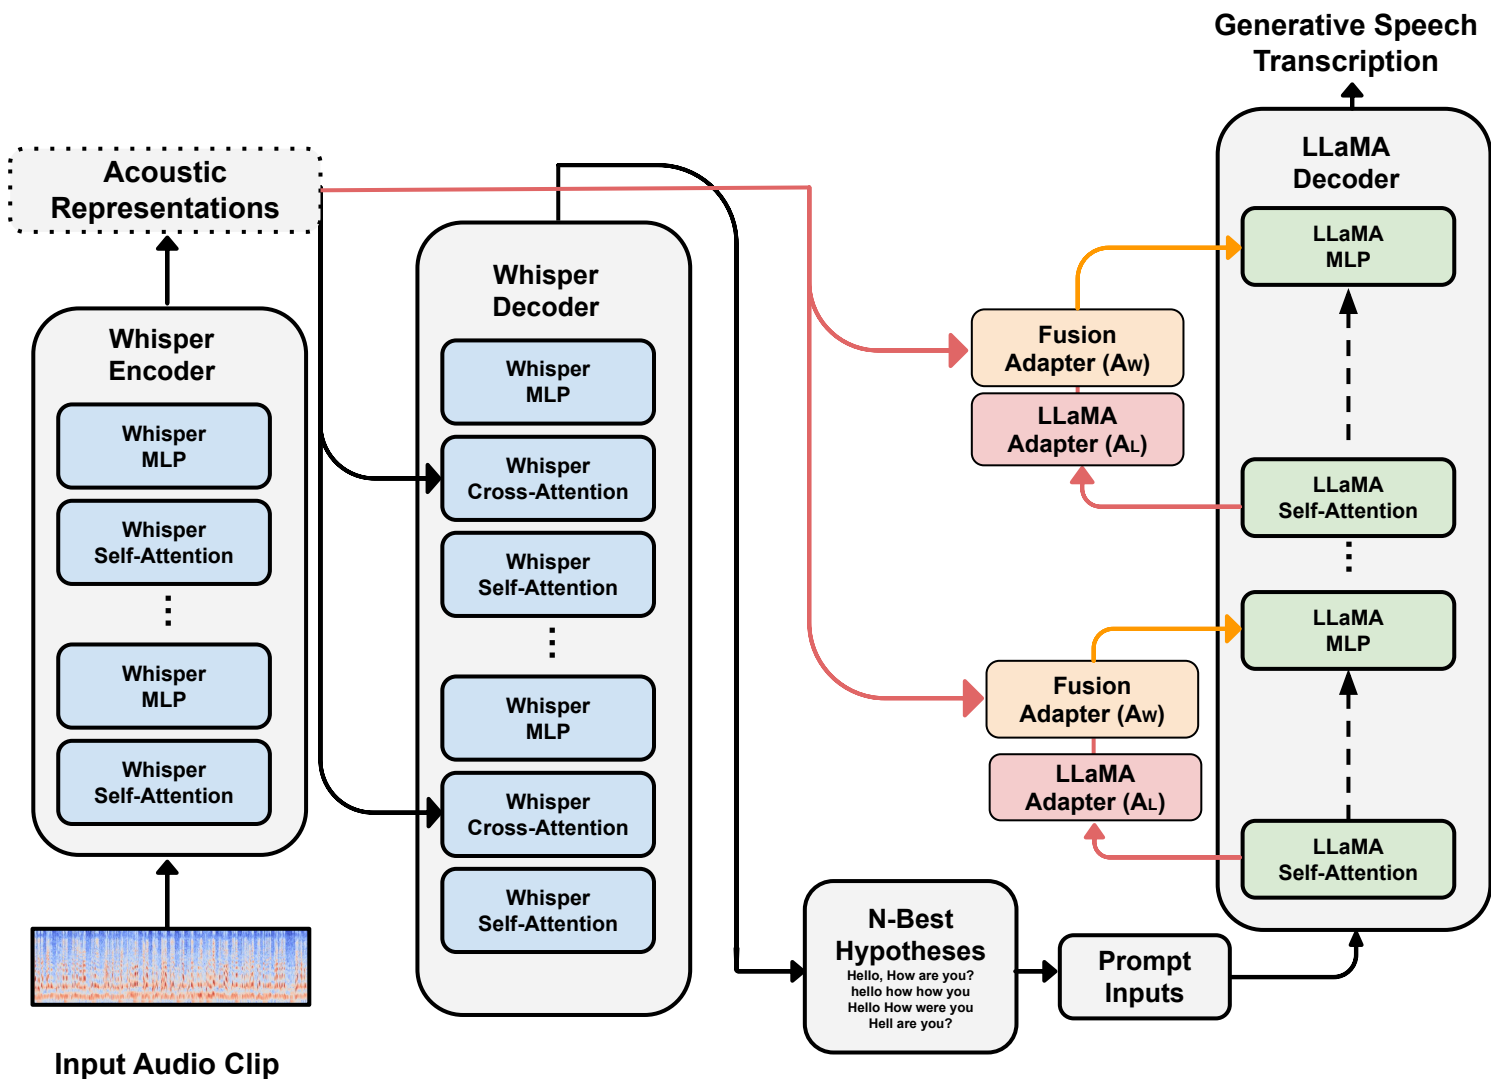 Generative Speech
Transcription
Acoustic
Representations
Whisper
Encoder
Whisper
MLP
Whisper
Self-Attention
Whisper
MLP
Whisper
Self-Attention
Input Audio Clip
Whisper
Decoder
Whisper
MLP
Whisper
Cross-Attention
Whisper
Self-Attention
Whisper
MLP
Whisper
Cross-Attention
Whisper
Self-Attention
N-Best
Hypotheses
Hello, How are you?
hello how how you
Hello How were you
Hell are you?
Prompt
Inputs
Fusion
Adapter (AW)
LLaMA
Adapter (AL)
Fusion
Adapter (AW)
LLaMA
Adapter (AL)
LLaMA
Decoder
LLaMA
MLP
LLaMA
Self-Attention
LLaMA
MLP
LLaMA
Self-Attention